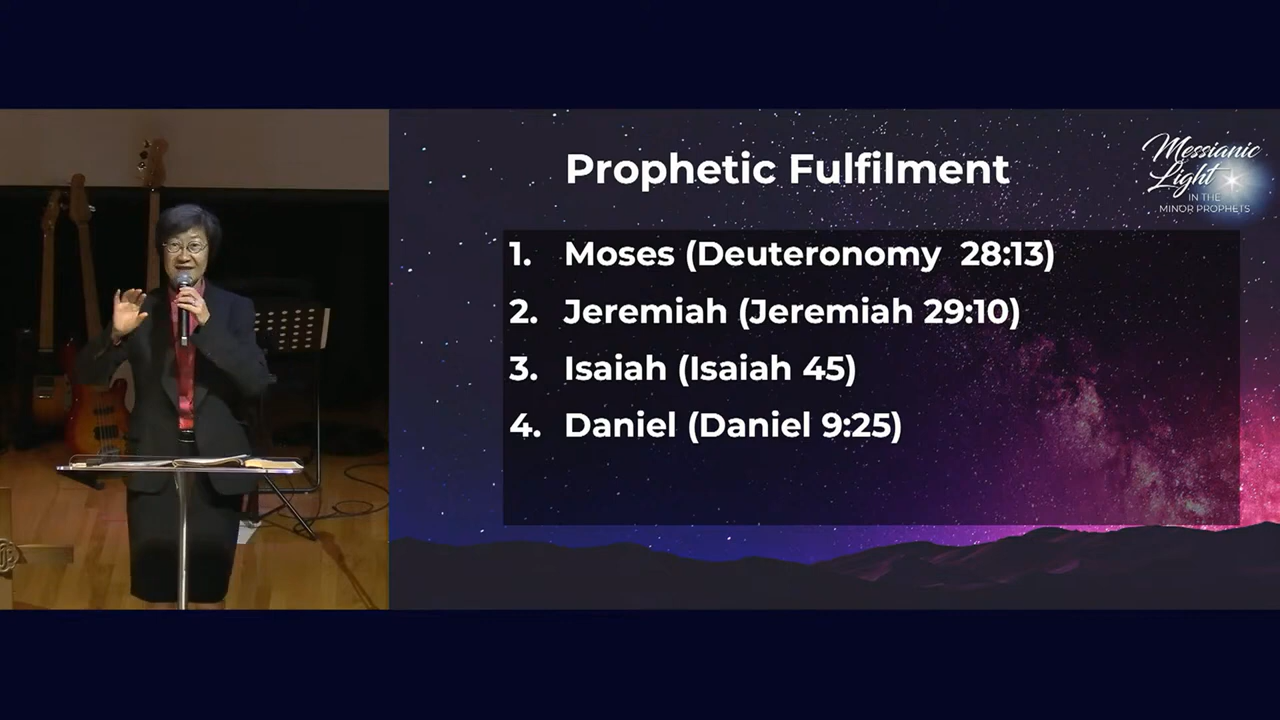 Prophetic Fulfilment
Messianic
Light
IN THE
MINOR PROPHETS
1. Moses (Deuteronomy 28:13)
2. Jeremiah (Jeremiah 29:10)
3. Isaiah (Isaiah 45)
4. Daniel (Daniel 9:25)